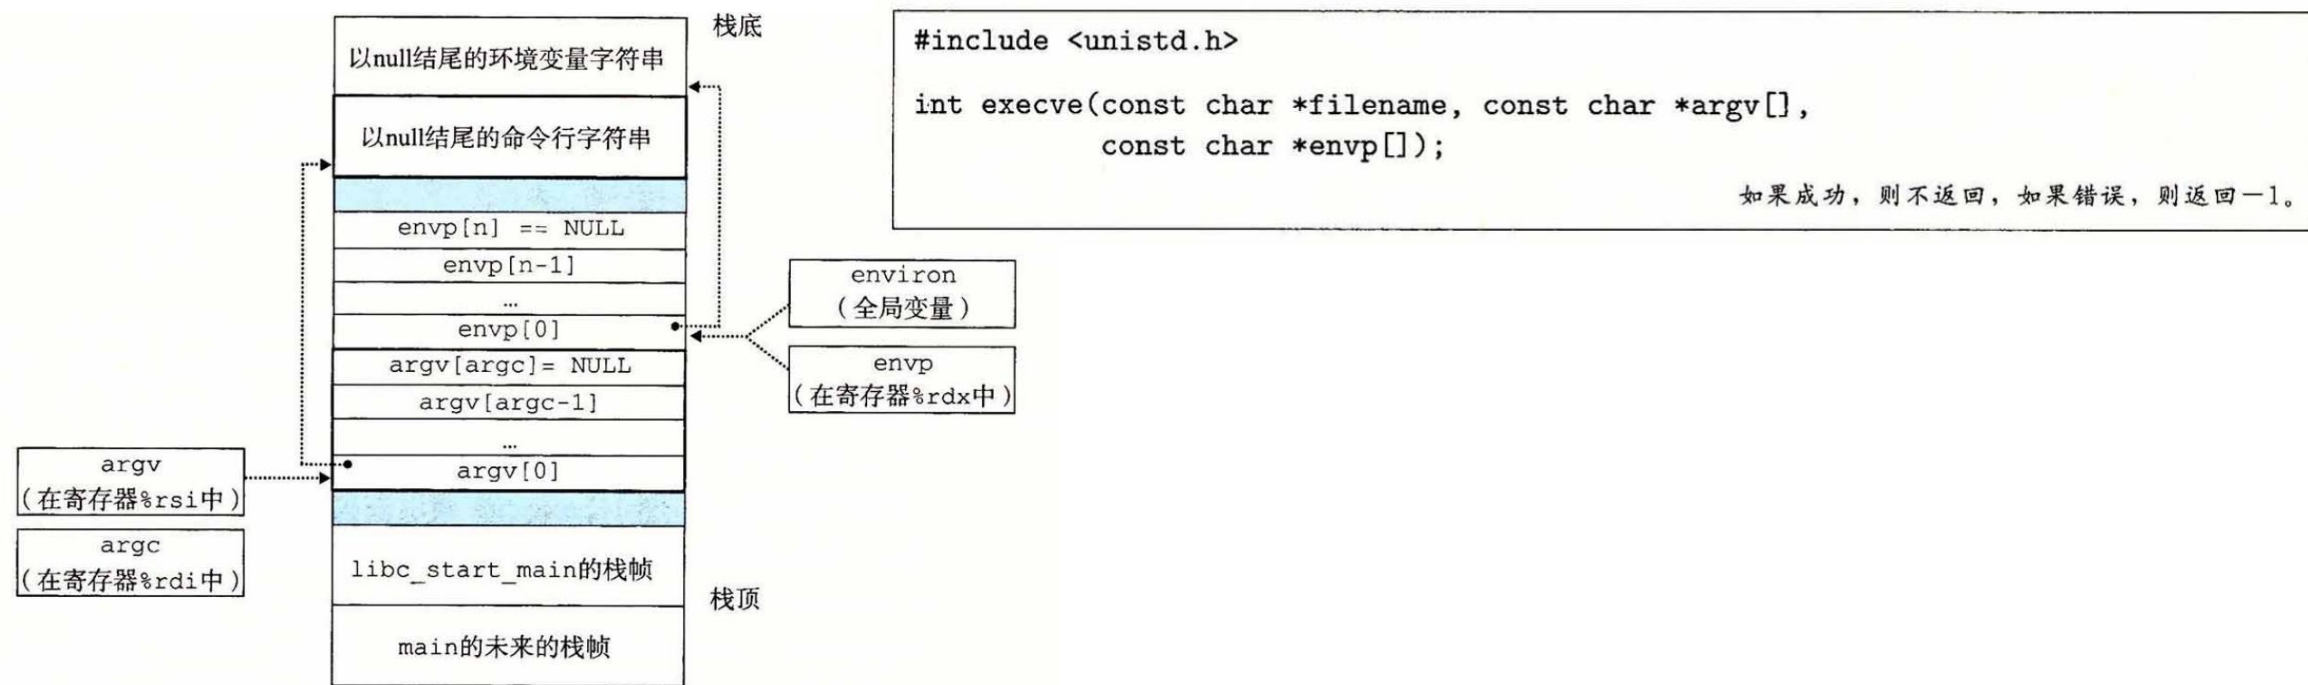 栈底
以null结尾的环境变量字符串
以null结尾的命令行字符串
envp[n] == NULL
envp[n-1]
…
envp[0]
argv[argc]= NULL
argv[argc-1]
…
argv[0]
libc_start_main的栈帧
栈顶
main的未来的栈帧
argv
(在寄存器%rsi中)
argc
(在寄存器%rdi中)
environ
(全局变量)
envp
(在寄存器%rdx中)
#include <unistd.h>
int execve(const char *filename, const char *argv[],
const char *envp[]);
如果成功，则不返回，如果错误，则返回-1。